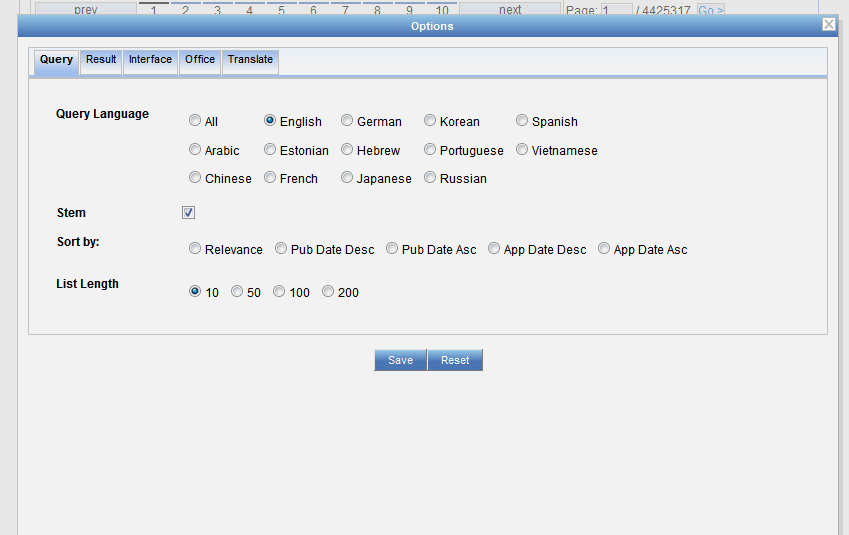 prev 1 2 3 4 5 6 7 8 9 10 next Page: 1 / 4425317 Go >
Options
Query Result Interface Office Translate
Query Language All English German Korean Spanish
Arabic Estonian Hebrew Portuguese Vietnamese
Chinese French Japanese Russian
Stem
Sort by: Relevance Pub Date Desc Pub Date Asc App Date Desc App Date Asc
List Length 10 50 100 200
Save Reset